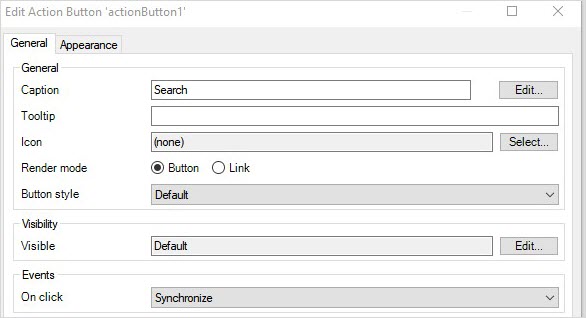 Edit Action Button 'actionButton1'
General Appearance
General
Caption Search Edit...
Tooltip
Icon (none) Select...
Render mode Button Link
Button style Default
Visibility
Visible Default Edit...
Events
On click Synchronize